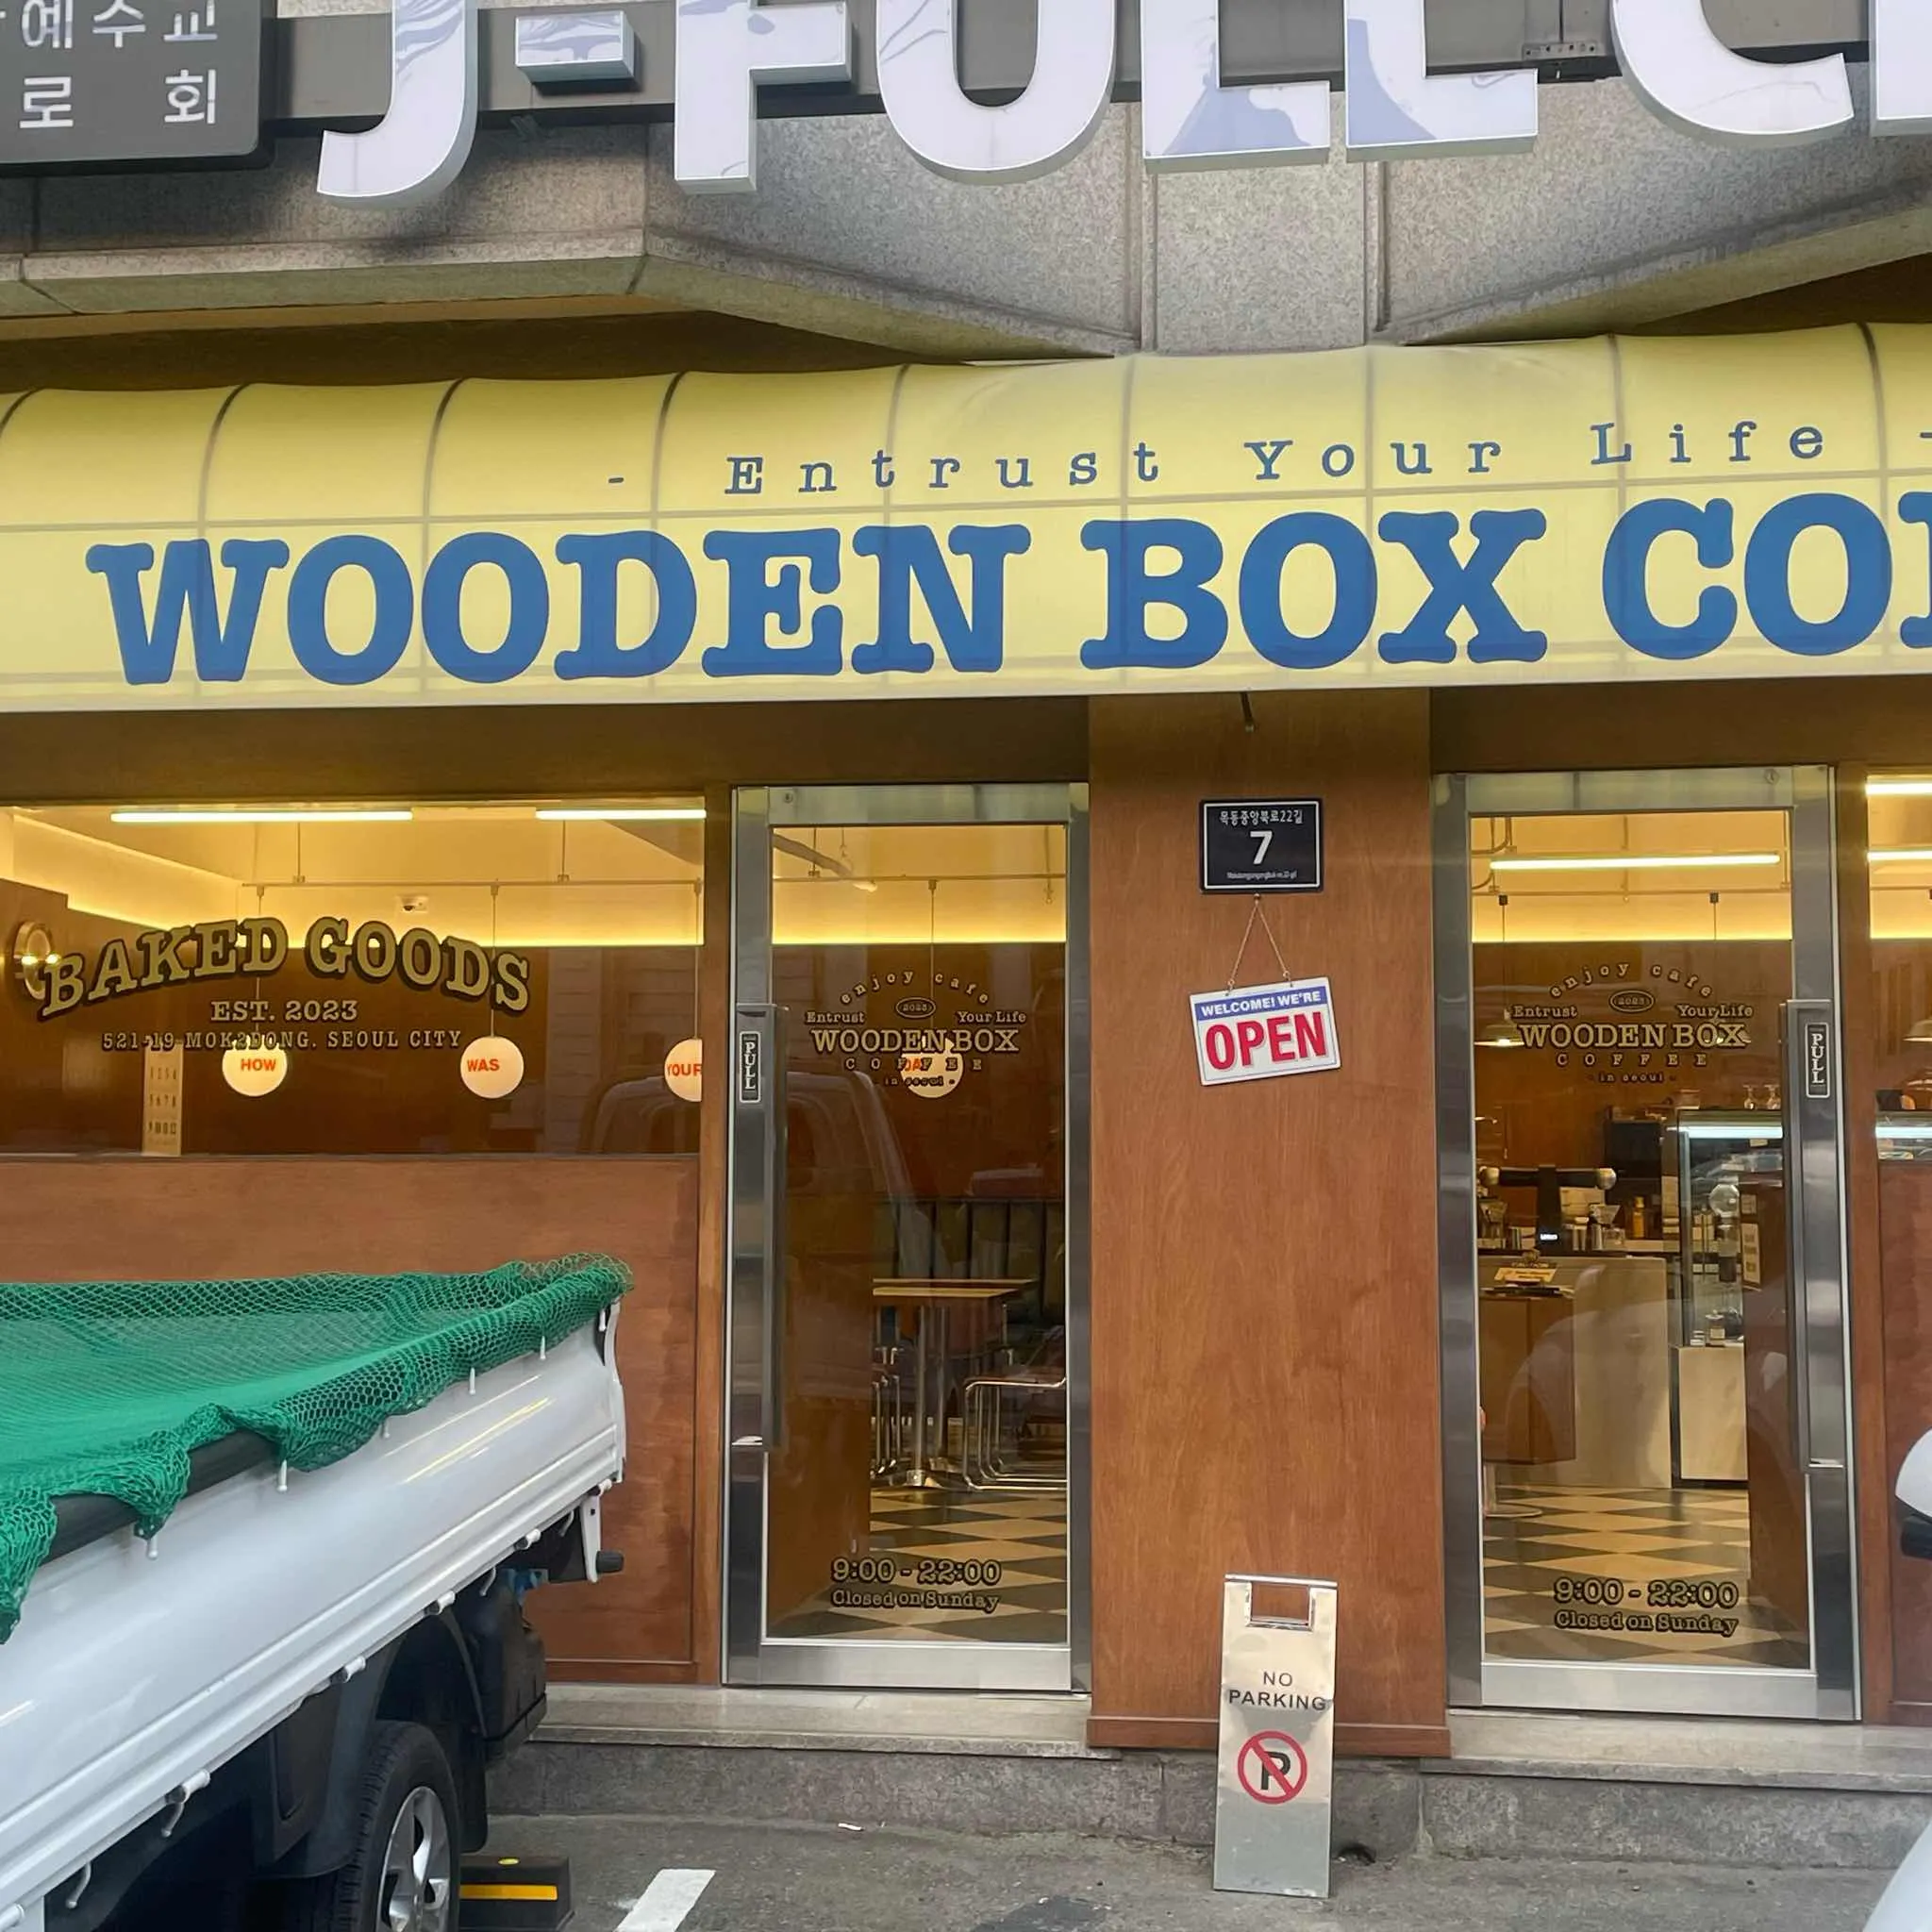 예수교
로 회
J-FULL C
- Entrust Your Life -
WOODEN BOX CO
BAKED GOODS
EST. 2023
521-19 MOK2DONG. SEOUL CITY
HOW
WAS
YOUR
PULL
enjoy cafe
2023
Entrust Your Life
WOODEN BOX
COFFEE
- in seoul -
9:00 - 22:00
Closed on Sunday
목동중앙북로22길
7
WELCOME! WE'RE
OPEN
NO
PARKING
P
enjoy cafe
2023
Entrust Your Life
WOODEN BOX
COFFEE
- in seoul -
PULL
9:00 - 22:00
Closed on Sunday